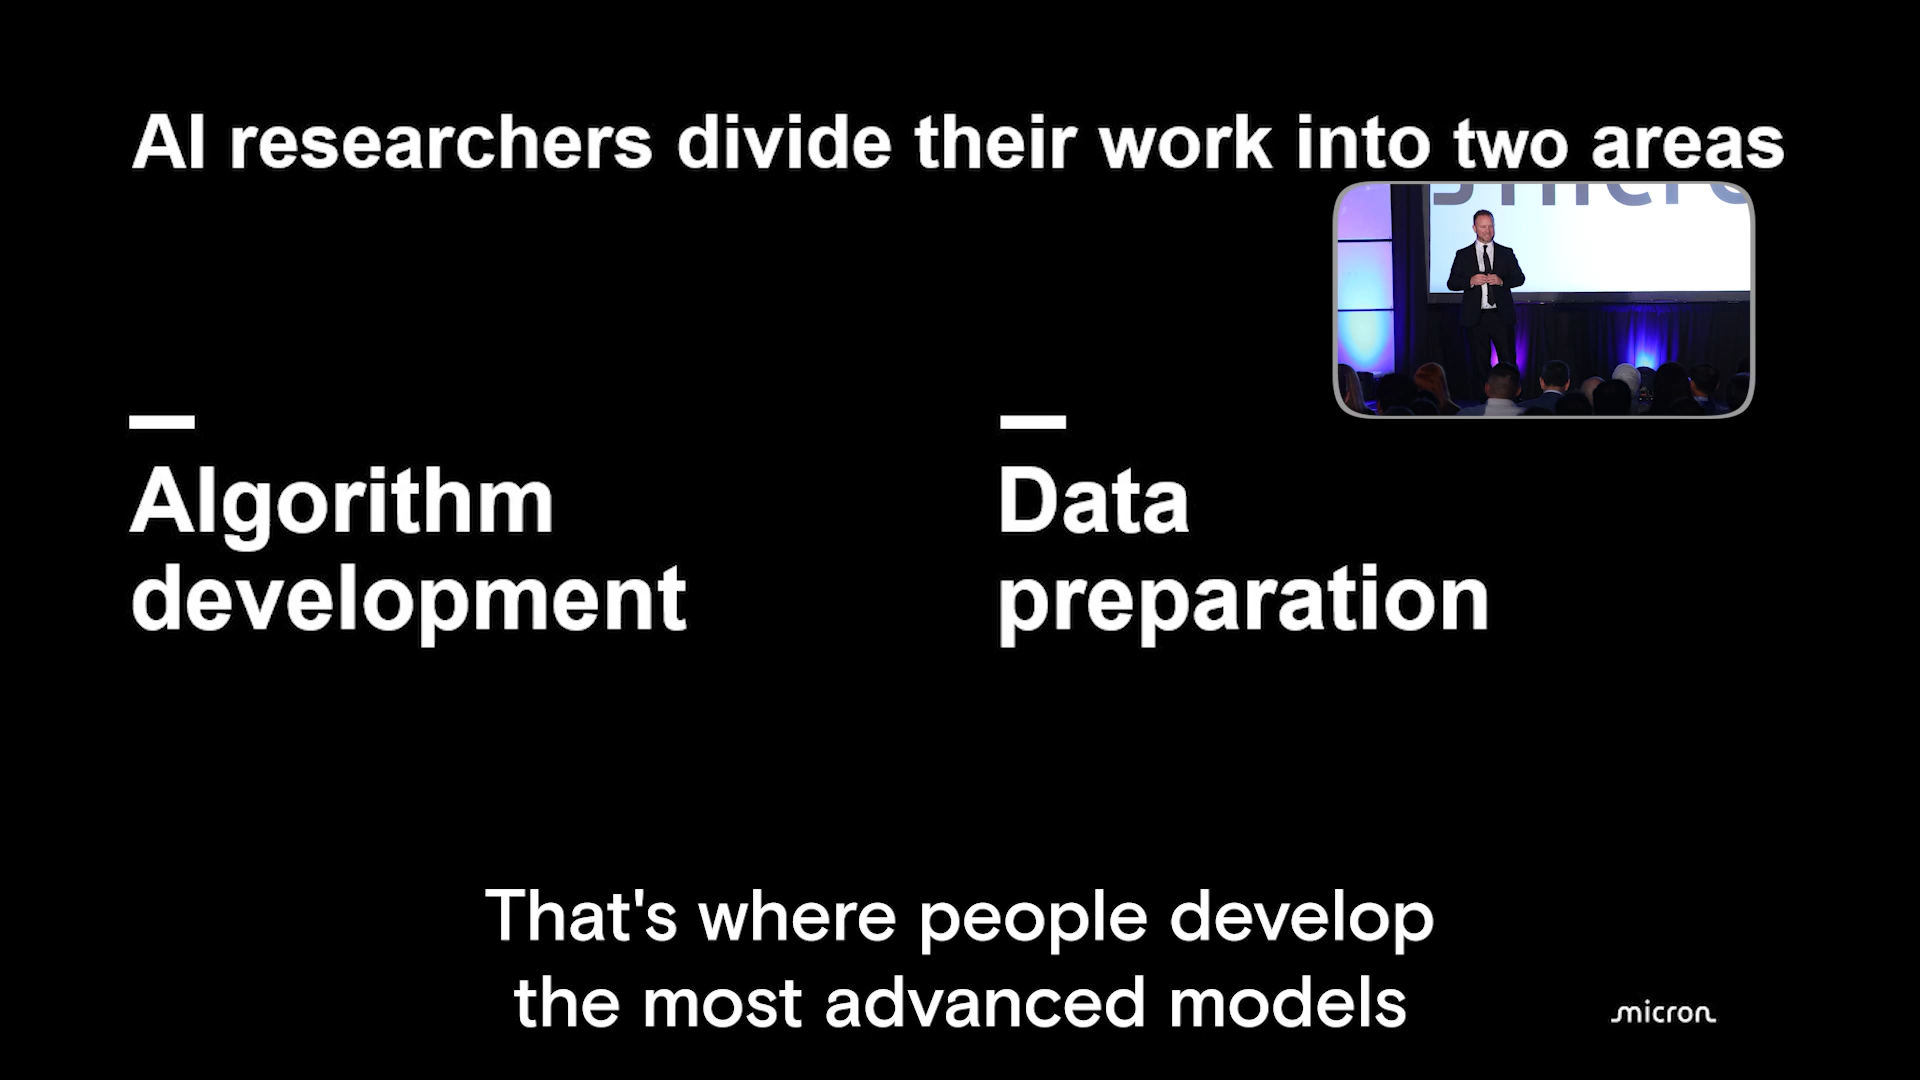 AI researchers divide their work into two areas
Algorithm
development
Data
preparation
That's where people develop
the most advanced models
micron